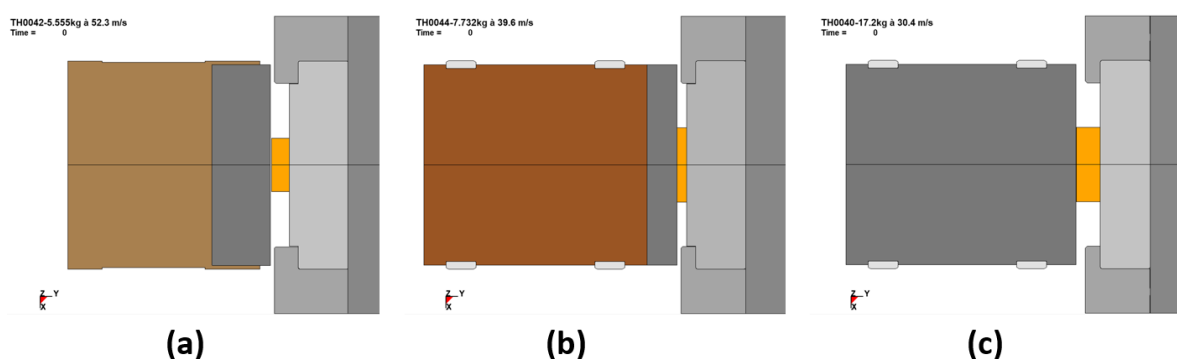 TH0042-5.555kg à 52.3 m/s
Time = 0
Z Y
X
(a)
TH0044-7.732kg à 39.6 m/s
Time = 0
Z Y
X
(b)
TH0040-17.2kg à 30.4 m/s
Time = 0
Z Y
X
(c)